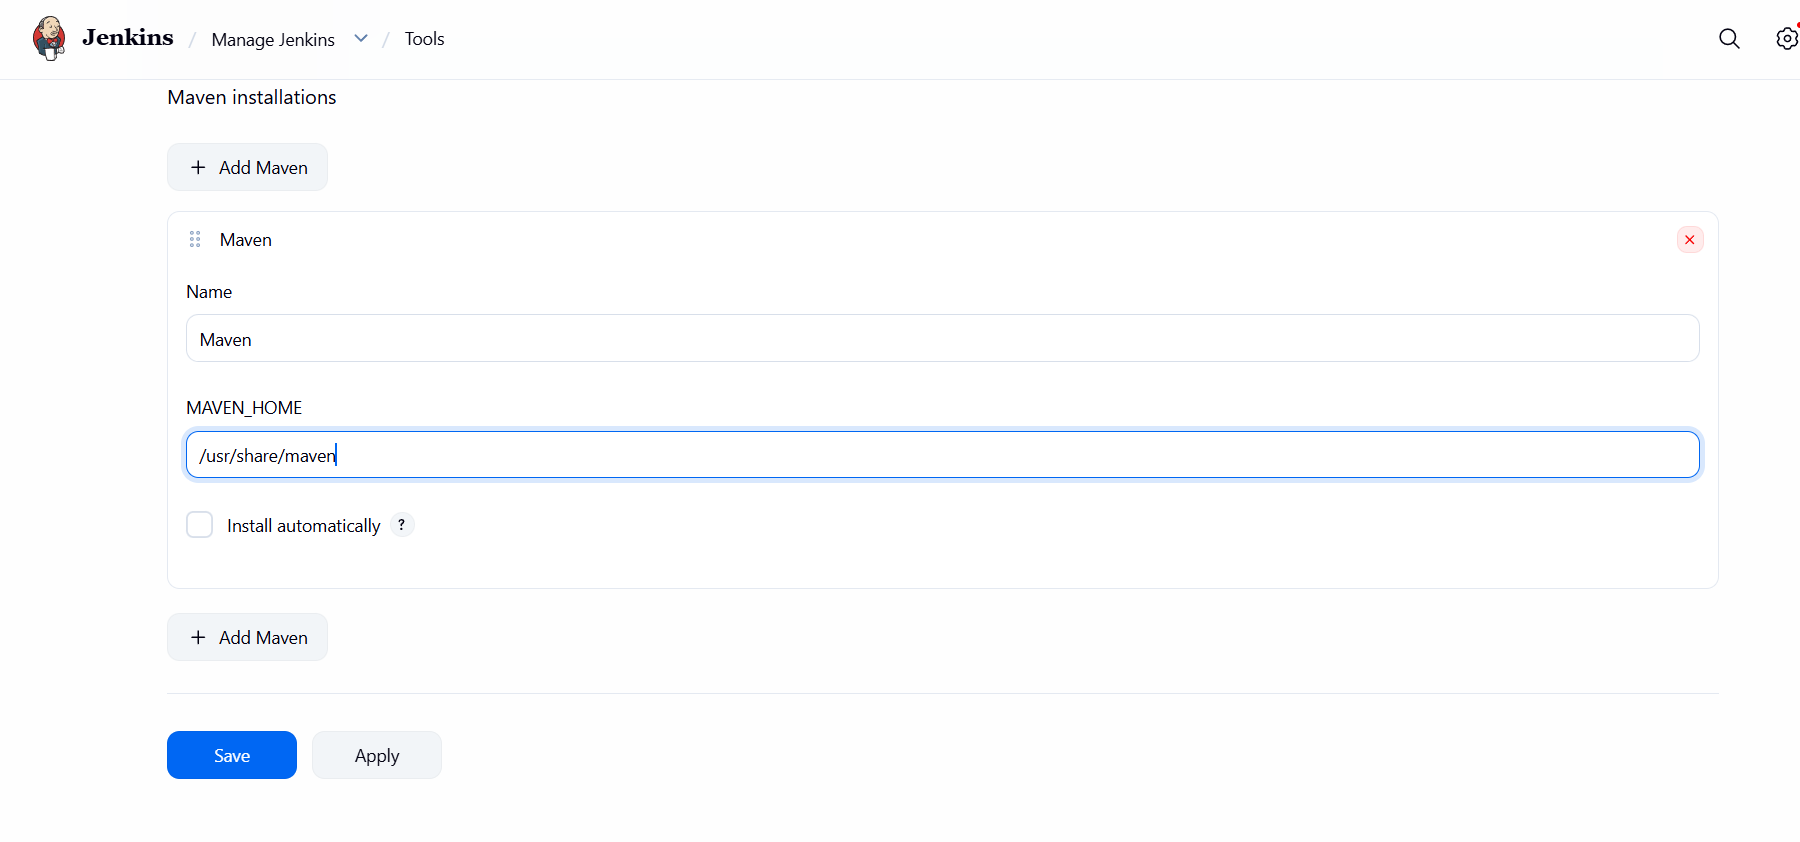 Jenkins / Manage Jenkins / Tools
Maven installations
+ Add Maven
Maven
Name
Maven
MAVEN_HOME
/usr/share/maven
Install automatically ?
+ Add Maven
Save Apply